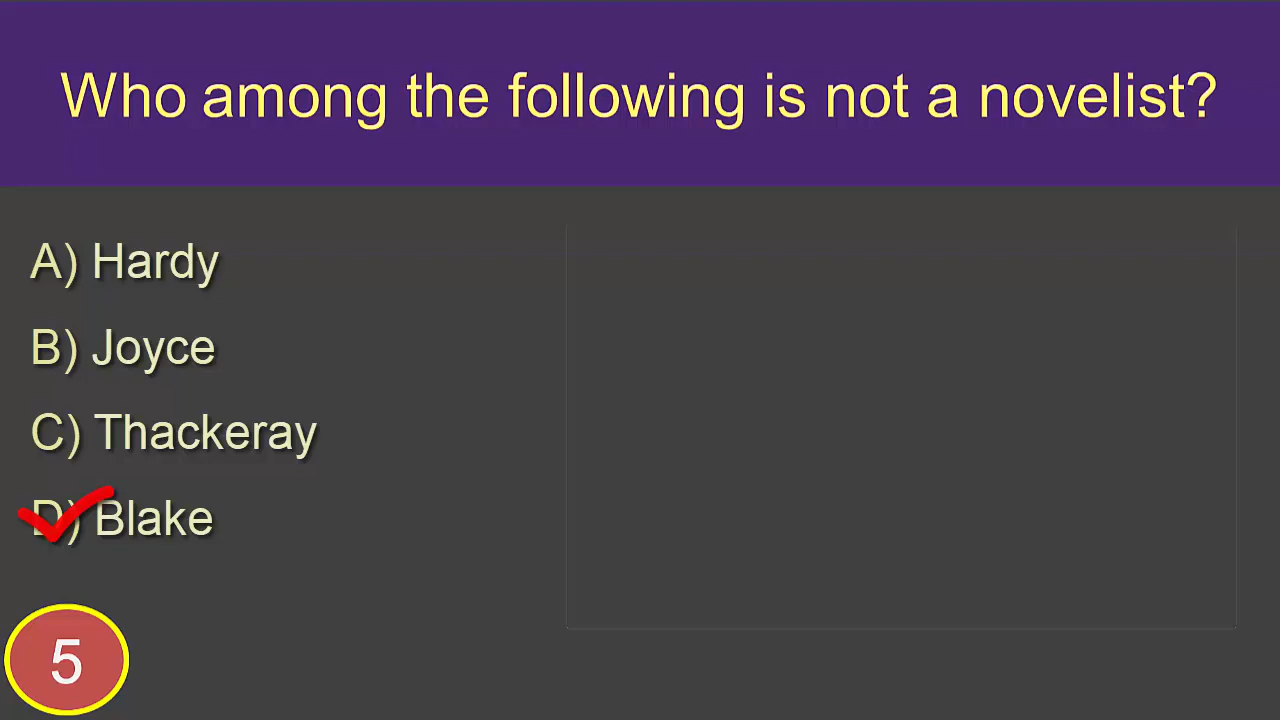 Who among the following is not a novelist?
A) Hardy
B) Joyce
C) Thackeray
D) Blake
5